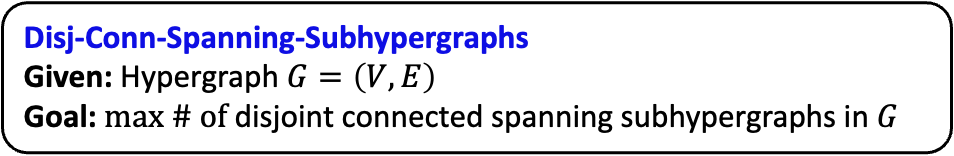 Disj-Conn-Spanning-Subhypergraphs
Given: Hypergraph 𝐺 = (𝑉, 𝐸)
Goal: max # of disjoint connected spanning subhypergraphs in 𝐺